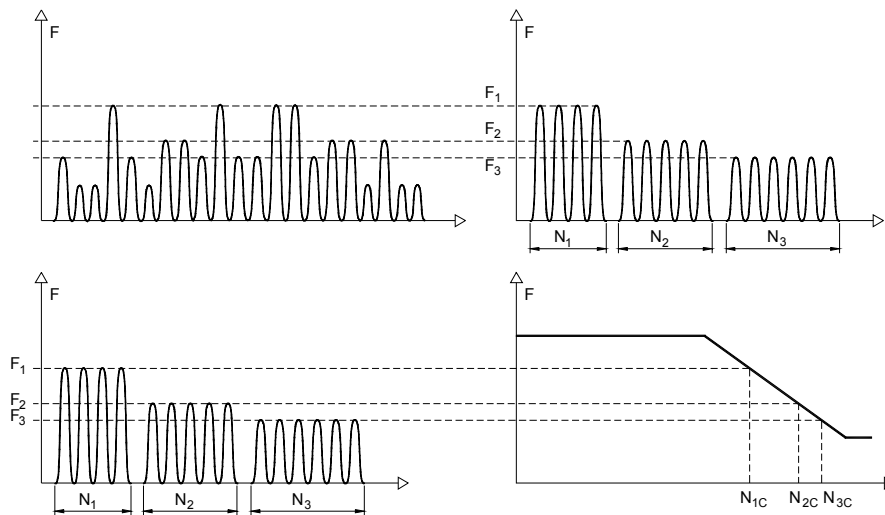 F
F
F₁
F₂
F₃
N₁ N₂ N₃
F
F
F₁
F₂
F₃
N₁ N₂ N₃
N₁C N₂C N₃C